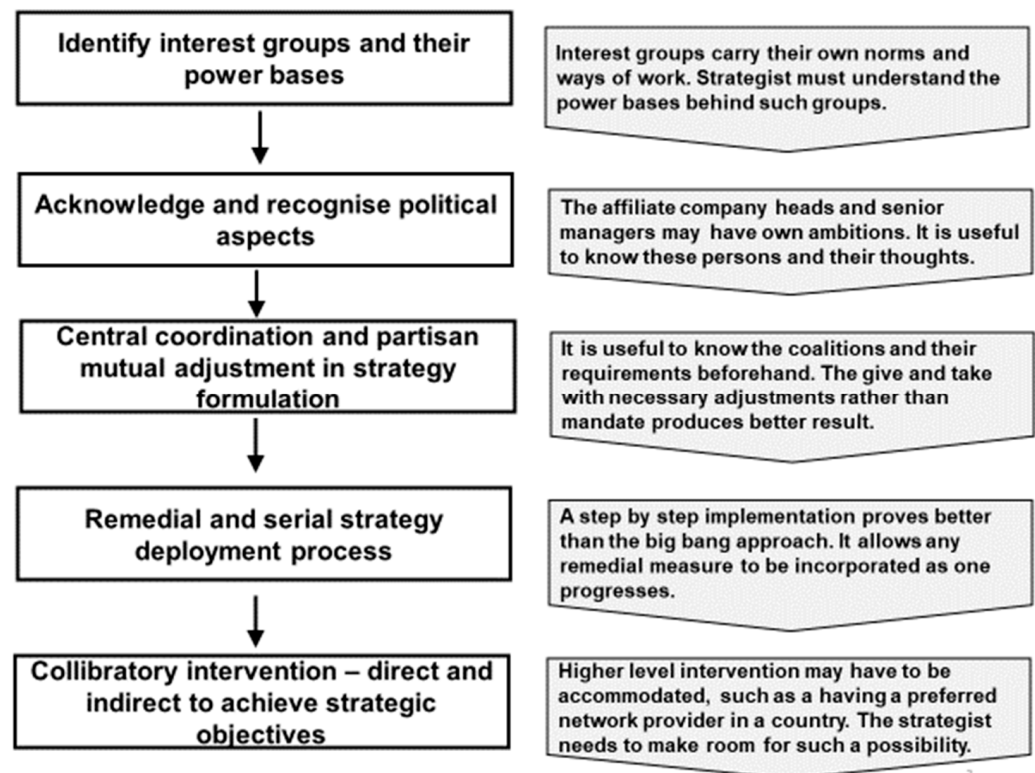 Identify interest groups and their
power bases
Interest groups carry their own norms and
ways of work. Strategist must understand the
power bases behind such groups.
Acknowledge and recognise political
aspects
The affiliate company heads and senior
managers may have own ambitions. It is useful
to know these persons and their thoughts.
Central coordination and partisan
mutual adjustment in strategy
formulation
It is useful to know the coalitions and their
requirements beforehand. The give and take
with necessary adjustments rather than
mandate produces better result.
Remedial and serial strategy
deployment process
A step by step implementation proves better
than the big bang approach. It allows any
remedial measure to be incorporated as one
progresses.
Collibratory intervention – direct and
indirect to achieve strategic
objectives
Higher level intervention may have to be
accommodated, such as a having a preferred
network provider in a country. The strategist
needs to make room for such a possibility.